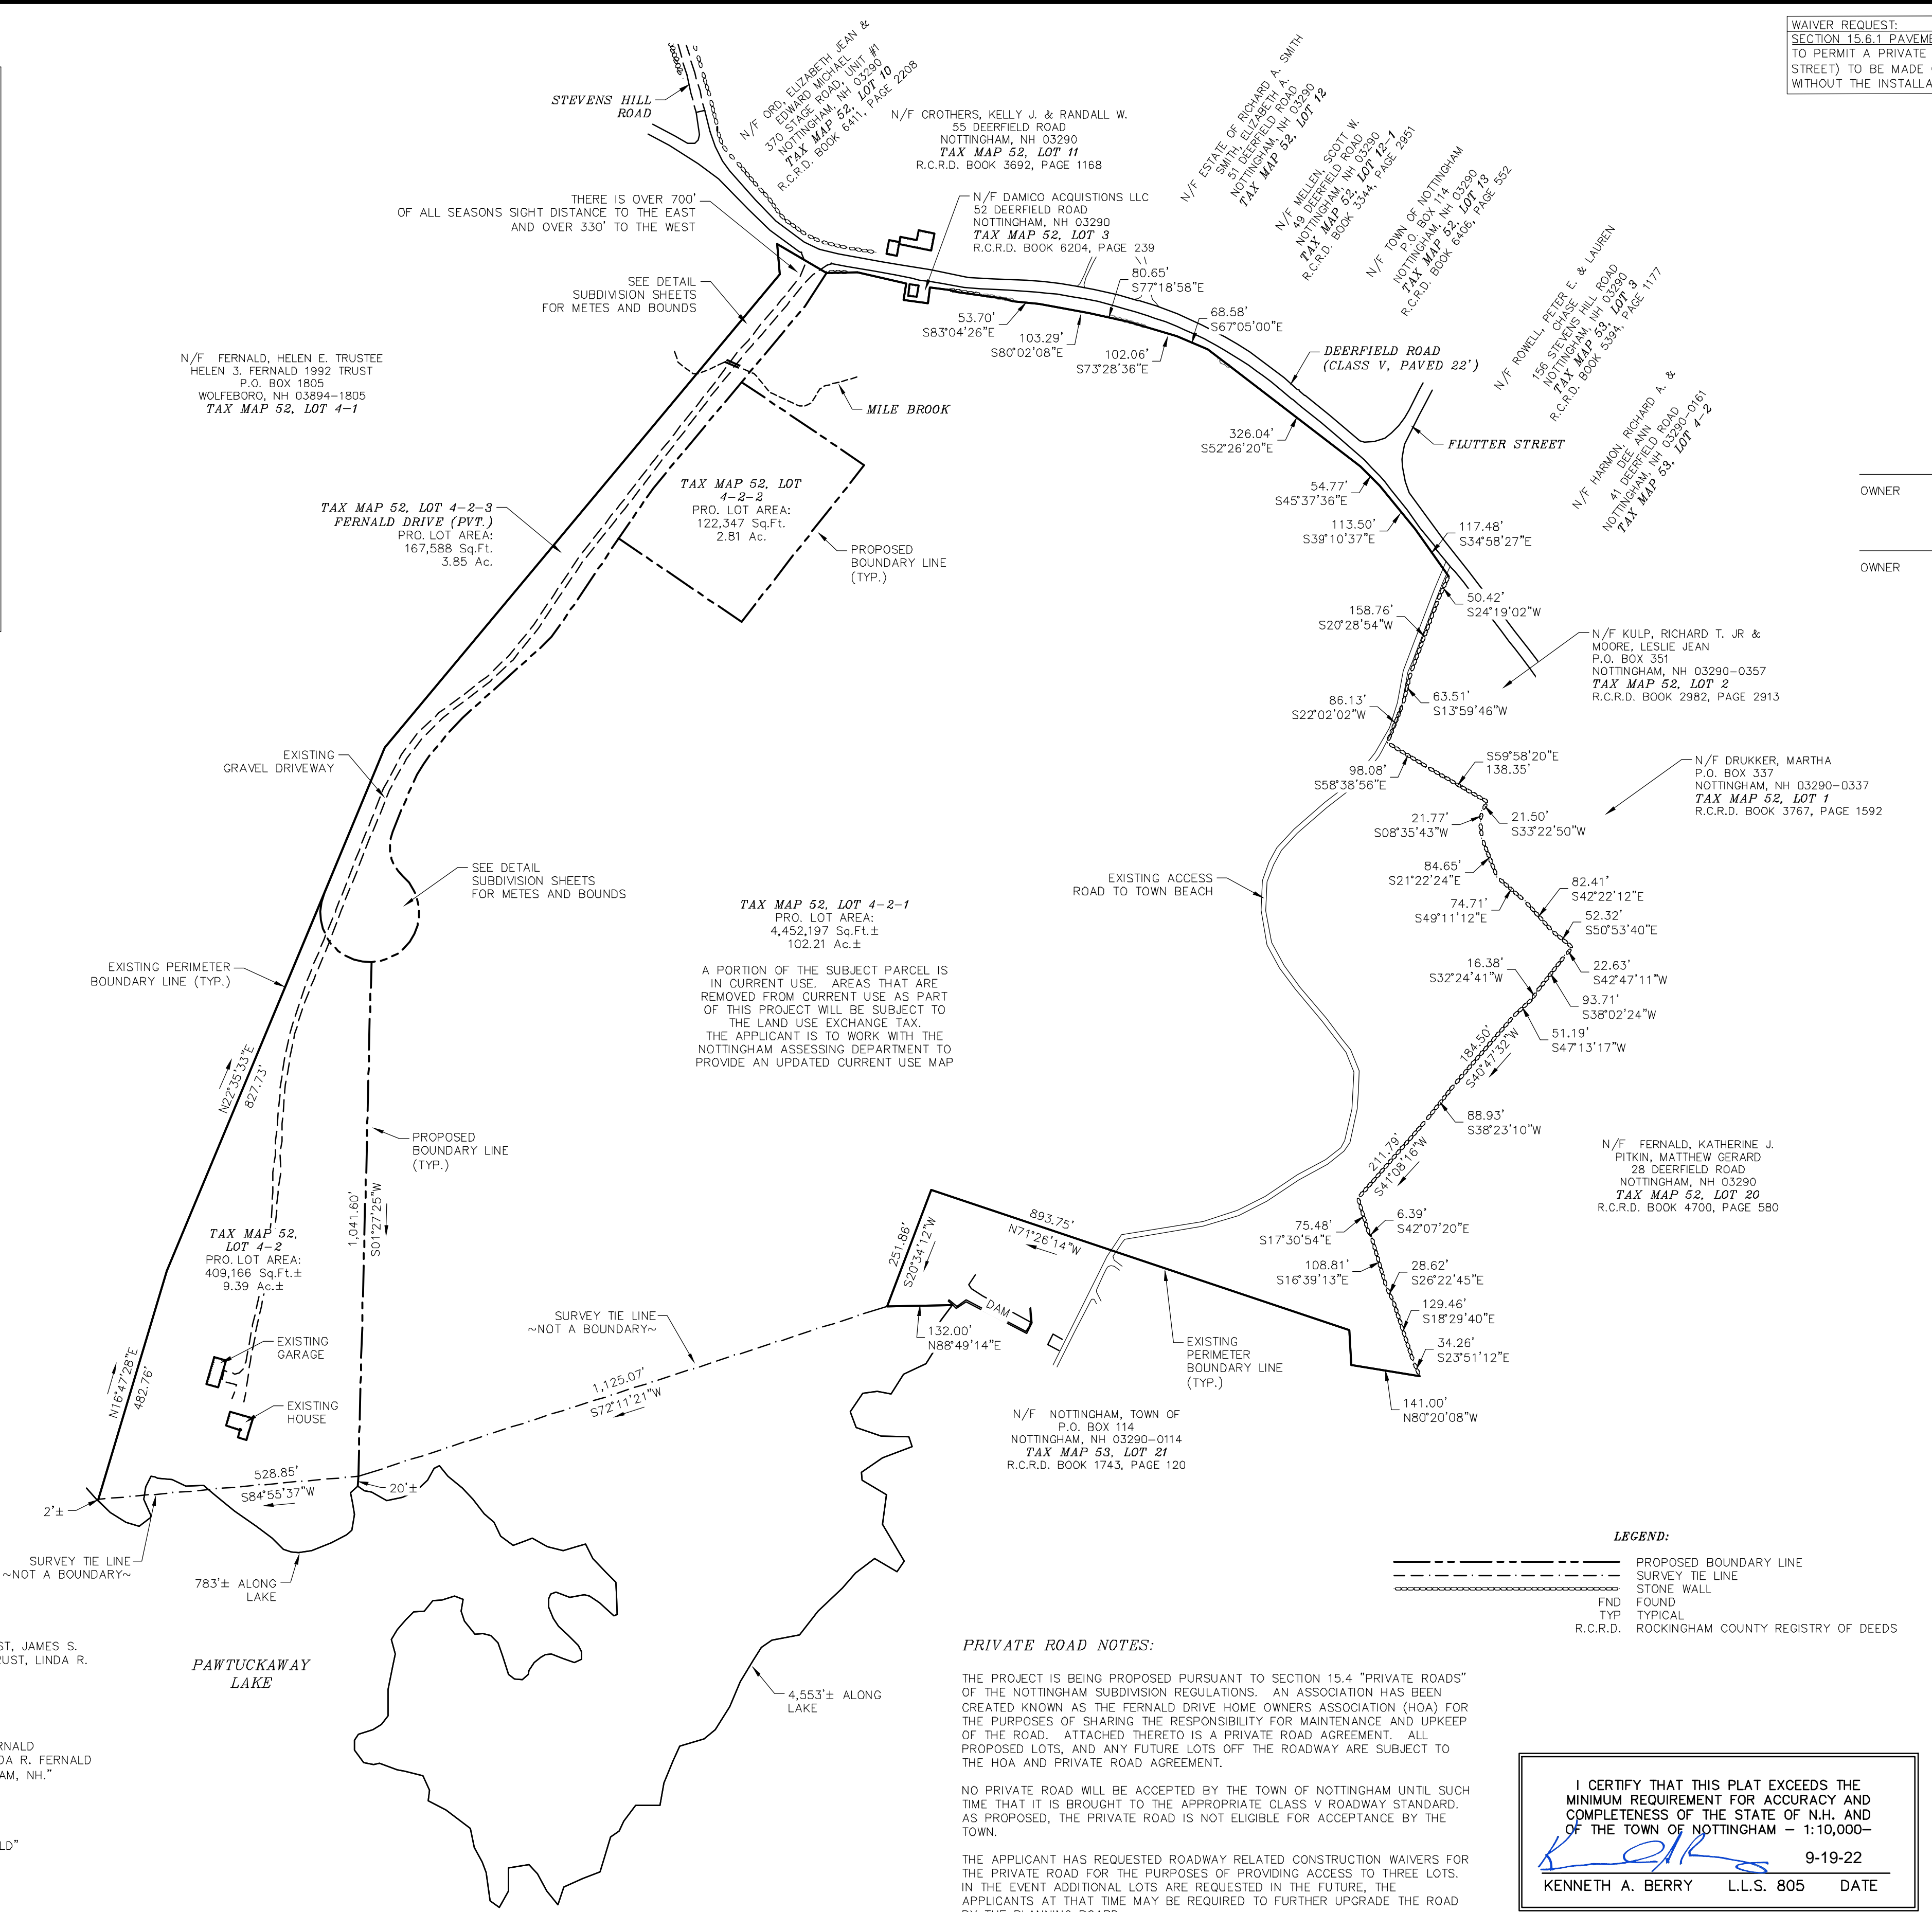 WAIVER REQUEST:
SECTION 15.6.1 PAVEME
TO PERMIT A PRIVATE
STREET) TO BE MADE
WITHOUT THE INSTALLA
STEVENS HILL
ROAD
N/F ORD, ELIZABETH JEAN &
EDWARD MICHAEL
370 STAGE ROAD, UNIT #1
NOTTINGHAM, NH 03290
TAX MAP 52, LOT 10
R.C.R.D. BOOK 6411, PAGE 2208
N/F CROTHERS, KELLY J. & RANDALL W.
55 DEERFIELD ROAD
NOTTINGHAM, NH 03290
TAX MAP 52, LOT 11
R.C.R.D. BOOK 3692, PAGE 1168
N/F ESTATE OF RICHARD A. SMITH
SMITH, ELIZABETH A.
51 DEERFIELD ROAD
NOTTINGHAM, NH 03290
TAX MAP 52, LOT 12
N/F MELLEN, SCOTT W.
49 DEERFIELD ROAD
NOTTINGHAM, NH 03290
TAX MAP 52, LOT 12-1
R.C.R.D. BOOK 3344, PAGE 2951
N/F TOWN OF NOTTINGHAM
P.O. BOX 114
NOTTINGHAM, NH 03290
TAX MAP 52, LOT 13
R.C.R.D. BOOK 6406, PAGE 552
N/F ROWELL, PETER E. & LAUREN
CHASE
156 STEVENS HILL ROAD
NOTTINGHAM, NH 03290
TAX MAP 53, LOT 3
R.C.R.D. BOOK 5394, PAGE 1177
N/F HARMON, RICHARD A. &
DEE ANN
41 DEERFIELD ROAD
NOTTINGHAM, NH 03290-0161
TAX MAP 53, LOT 4-2
THERE IS OVER 700'
OF ALL SEASONS SIGHT DISTANCE TO THE EAST
AND OVER 330' TO THE WEST
N/F DAMICO ACQUISTIONS LLC
52 DEERFIELD ROAD
NOTTINGHAM, NH 03290
TAX MAP 52, LOT 3
R.C.R.D. BOOK 6204, PAGE 239
SEE DETAIL
SUBDIVISION SHEETS
FOR METES AND BOUNDS
80.65'
S77°18'58"E
53.70'
S83°04'26"E
103.29'
S80°02'08"E
68.58'
S67°05'00"E
102.06'
S73°28'36"E
DEERFIELD ROAD
(CLASS V, PAVED 22')
N/F FERNALD, HELEN E. TRUSTEE
HELEN 3. FERNALD 1992 TRUST
P.O. BOX 1805
WOLFEBORO, NH 03894-1805
TAX MAP 52, LOT 4-1
MILE BROOK
326.04'
S52°26'20"E
FLUTTER STREET
TAX MAP 52, LOT
4-2-2
PRO. LOT AREA:
122,347 Sq.Ft.
2.81 Ac.
54.77'
S45°37'36"E
OWNER
TAX MAP 52, LOT 4-2-3
FERNALD DRIVE (PVT.)
PRO. LOT AREA:
167,588 Sq.Ft.
3.85 Ac.
113.50'
S39°10'37"E
117.48'
S34°58'27"E
PROPOSED
BOUNDARY LINE
(TYP.)
OWNER
158.76'
S20°28'54"W
50.42'
S24°19'02"W
N/F KULP, RICHARD T. JR &
MOORE, LESLIE JEAN
P.O. BOX 351
NOTTINGHAM, NH 03290-0357
TAX MAP 52, LOT 2
R.C.R.D. BOOK 2982, PAGE 2913
86.13'
S22°02'02"W
63.51'
S13°59'46"W
EXISTING
GRAVEL DRIVEWAY
98.08'
S58°38'56"E
S59°58'20"E
138.35'
N/F DRUKKER, MARTHA
P.O. BOX 337
NOTTINGHAM, NH 03290-0337
TAX MAP 52, LOT 1
R.C.R.D. BOOK 3767, PAGE 1592
21.77'
S08°35'43"W
21.50'
S33°22'50"W
SEE DETAIL
SUBDIVISION SHEETS
FOR METES AND BOUNDS
84.65'
S21°22'24"E
EXISTING ACCESS
ROAD TO TOWN BEACH
82.41'
S42°22'12"E
74.71'
S49°11'12"E
52.32'
S50°53'40"E
TAX MAP 52, LOT 4-2-1
PRO. LOT AREA:
4,452,197 Sq.Ft.±
102.21 Ac.±
A PORTION OF THE SUBJECT PARCEL IS
IN CURRENT USE. AREAS THAT ARE
REMOVED FROM CURRENT USE AS PART
OF THIS PROJECT WILL BE SUBJECT TO
THE LAND USE EXCHANGE TAX.
THE APPLICANT IS TO WORK WITH THE
NOTTINGHAM ASSESSING DEPARTMENT TO
PROVIDE AN UPDATED CURRENT USE MAP
EXISTING PERIMETER
BOUNDARY LINE (TYP.)
16.38'
S32°24'41"W
22.63'
S42°47'11"W
93.71'
S38°02'24"W
51.19'
S47°13'17"W
184.50'
S40°47'32"W
N22°35'33"E
827.73'
88.93'
S38°23'10"W
PROPOSED
BOUNDARY LINE
(TYP.)
211.79'
S41°08'16"W
N/F FERNALD, KATHERINE J.
PITKIN, MATTHEW GERARD
28 DEERFIELD ROAD
NOTTINGHAM, NH 03290
TAX MAP 52, LOT 20
R.C.R.D. BOOK 4700, PAGE 580
1,041.60'
S01°27'25"W
TAX MAP 52,
LOT 4-2
PRO. LOT AREA:
409,166 Sq.Ft.±
9.39 Ac.±
251.86'
S20°34'12"W
893.75'
N71°26'14"W
75.48'
S17°30'54"E
6.39'
S42°07'20"E
108.81'
S16°39'13"E
28.62'
S26°22'45"E
129.46'
S18°29'40"E
34.26'
S23°51'12"E
DAM
SURVEY TIE LINE
~NOT A BOUNDARY~
132.00'
N88°49'14"E
EXISTING
GARAGE
EXISTING
PERIMETER
BOUNDARY LINE
(TYP.)
N16°47'28"E
482.76'
1,125.07'
S72°11'21"W
EXISTING
HOUSE
141.00'
N80°20'08"W
N/F NOTTINGHAM, TOWN OF
P.O. BOX 114
NOTTINGHAM, NH 03290-0114
TAX MAP 53, LOT 21
R.C.R.D. BOOK 1743, PAGE 120
528.85'
S84°55'37"W
20'±
2'±
SURVEY TIE LINE
~NOT A BOUNDARY~
783'± ALONG
LAKE
LEGEND:
PROPOSED BOUNDARY LINE
SURVEY TIE LINE
STONE WALL
FND FOUND
TYP TYPICAL
R.C.R.D. ROCKINGHAM COUNTY REGISTRY OF DEEDS
ST, JAMES S.
RUST, LINDA R.
PAWTUCKAWAY
LAKE
4,553'± ALONG
LAKE
RNALD
DA R. FERNALD
AM, NH."
LD"
PRIVATE ROAD NOTES:
THE PROJECT IS BEING PROPOSED PURSUANT TO SECTION 15.4 "PRIVATE ROADS"
OF THE NOTTINGHAM SUBDIVISION REGULATIONS. AN ASSOCIATION HAS BEEN
CREATED KNOWN AS THE FERNALD DRIVE HOME OWNERS ASSOCIATION (HOA) FOR
THE PURPOSES OF SHARING THE RESPONSIBILITY FOR MAINTENANCE AND UPKEEP
OF THE ROAD. ATTACHED THERETO IS A PRIVATE ROAD AGREEMENT. ALL
PROPOSED LOTS, AND ANY FUTURE LOTS OFF THE ROADWAY ARE SUBJECT TO
THE HOA AND PRIVATE ROAD AGREEMENT.
NO PRIVATE ROAD WILL BE ACCEPTED BY THE TOWN OF NOTTINGHAM UNTIL SUCH
TIME THAT IT IS BROUGHT TO THE APPROPRIATE CLASS V ROADWAY STANDARD.
AS PROPOSED, THE PRIVATE ROAD IS NOT ELIGIBLE FOR ACCEPTANCE BY THE
TOWN.
THE APPLICANT HAS REQUESTED ROADWAY RELATED CONSTRUCTION WAIVERS FOR
THE PRIVATE ROAD FOR THE PURPOSES OF PROVIDING ACCESS TO THREE LOTS.
IN THE EVENT ADDITIONAL LOTS ARE REQUESTED IN THE FUTURE, THE
APPLICANTS AT THAT TIME MAY BE REQUIRED TO FURTHER UPGRADE THE ROAD
BY THE PLANNING BOARD
I CERTIFY THAT THIS PLAT EXCEEDS THE
MINIMUM REQUIREMENT FOR ACCURACY AND
COMPLETENESS OF THE STATE OF N.H. AND
OF THE TOWN OF NOTTINGHAM - 1:10,000-
9-19-22
KENNETH A. BERRY L.L.S. 805 DATE